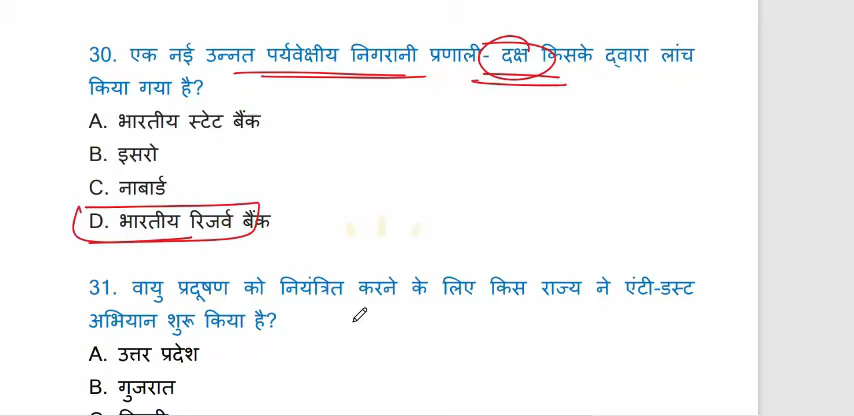 30. एक नई उन्नत पर्यवेक्षीय निगरानी प्रणाली- दक्ष किसके द्वारा लांच
किया गया है?
A. भारतीय स्टेट बैंक
B. इसरो
C. नाबार्ड
D. भारतीय रिजर्व बैंक
31. वायु प्रदूषण को नियंत्रित करने के लिए किस राज्य ने एंटी-डस्ट
अभियान शुरू किया है?
A. उत्तर प्रदेश
B. गुजरात